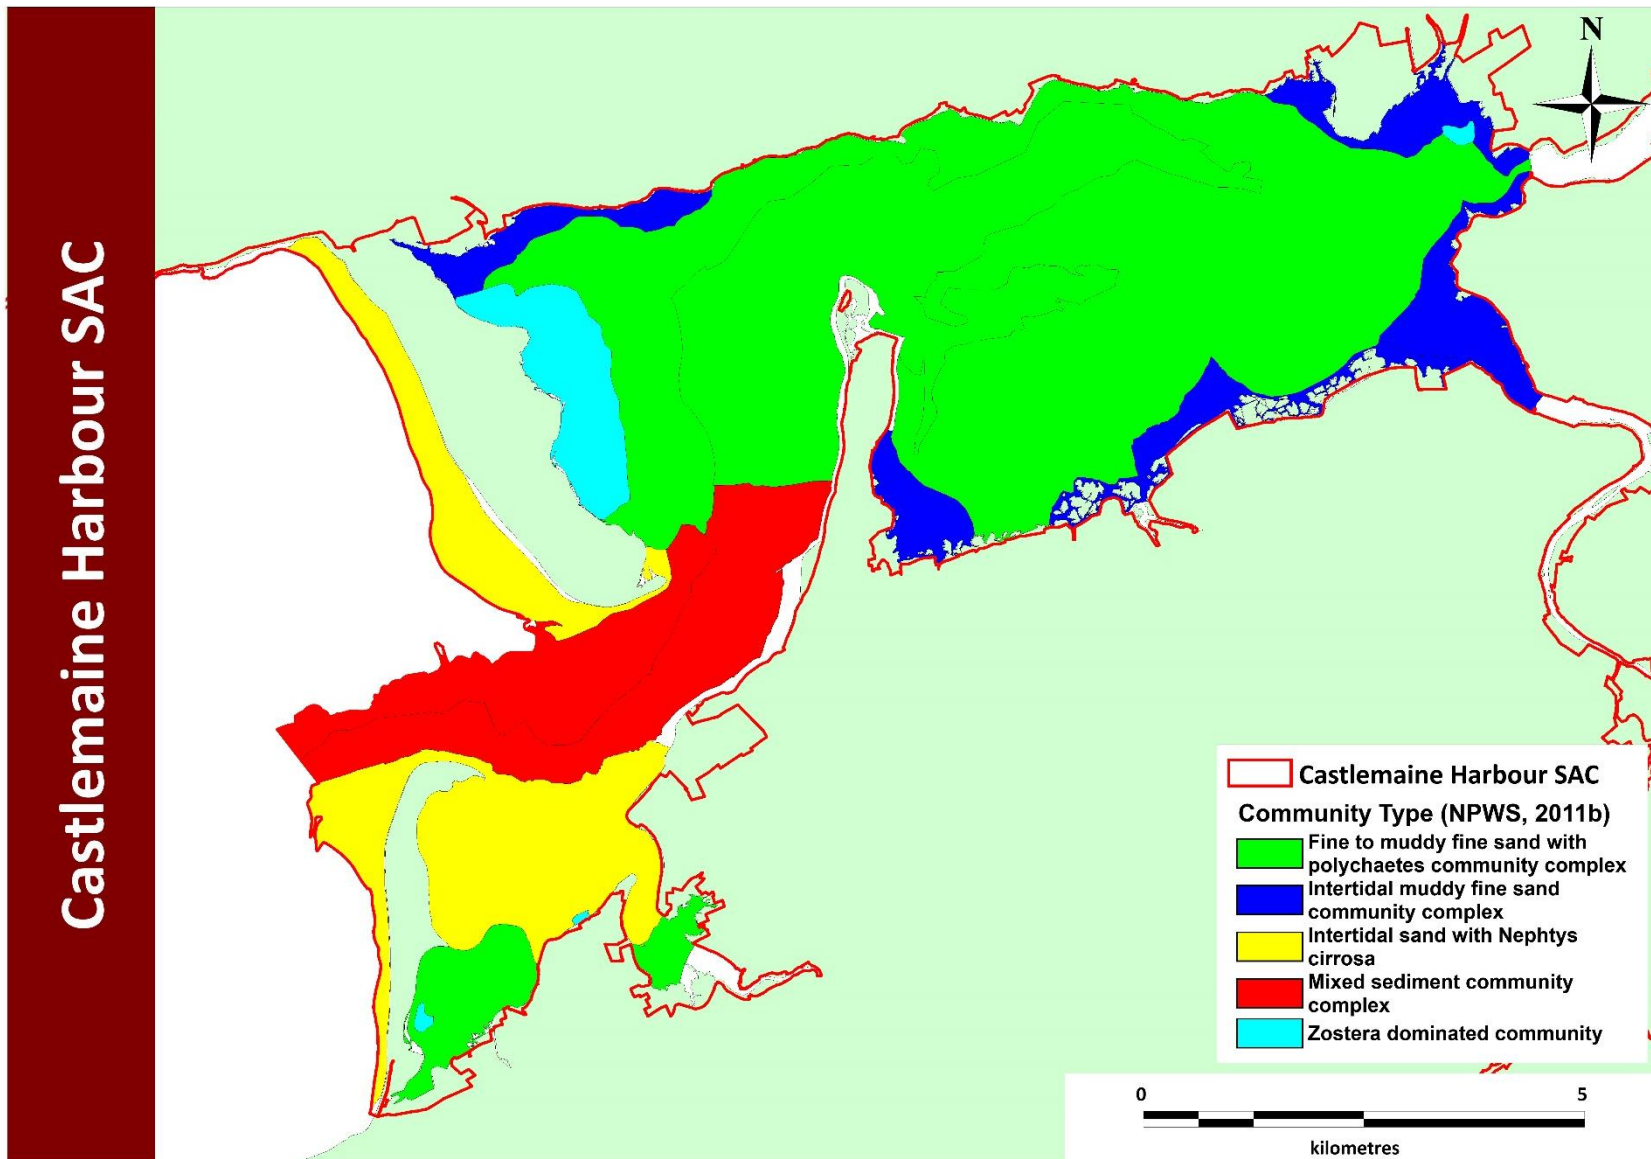 Castlemaine Harbour SAC
N
Castlemaine Harbour SAC
Community Type (NPWS, 2011b)
Fine to muddy fine sand with
polychaetes community complex
Intertidal muddy fine sand
community complex
Intertidal sand with Nephtys
cirrosa
Mixed sediment community
complex
Zostera dominated community
0 5
kilometres